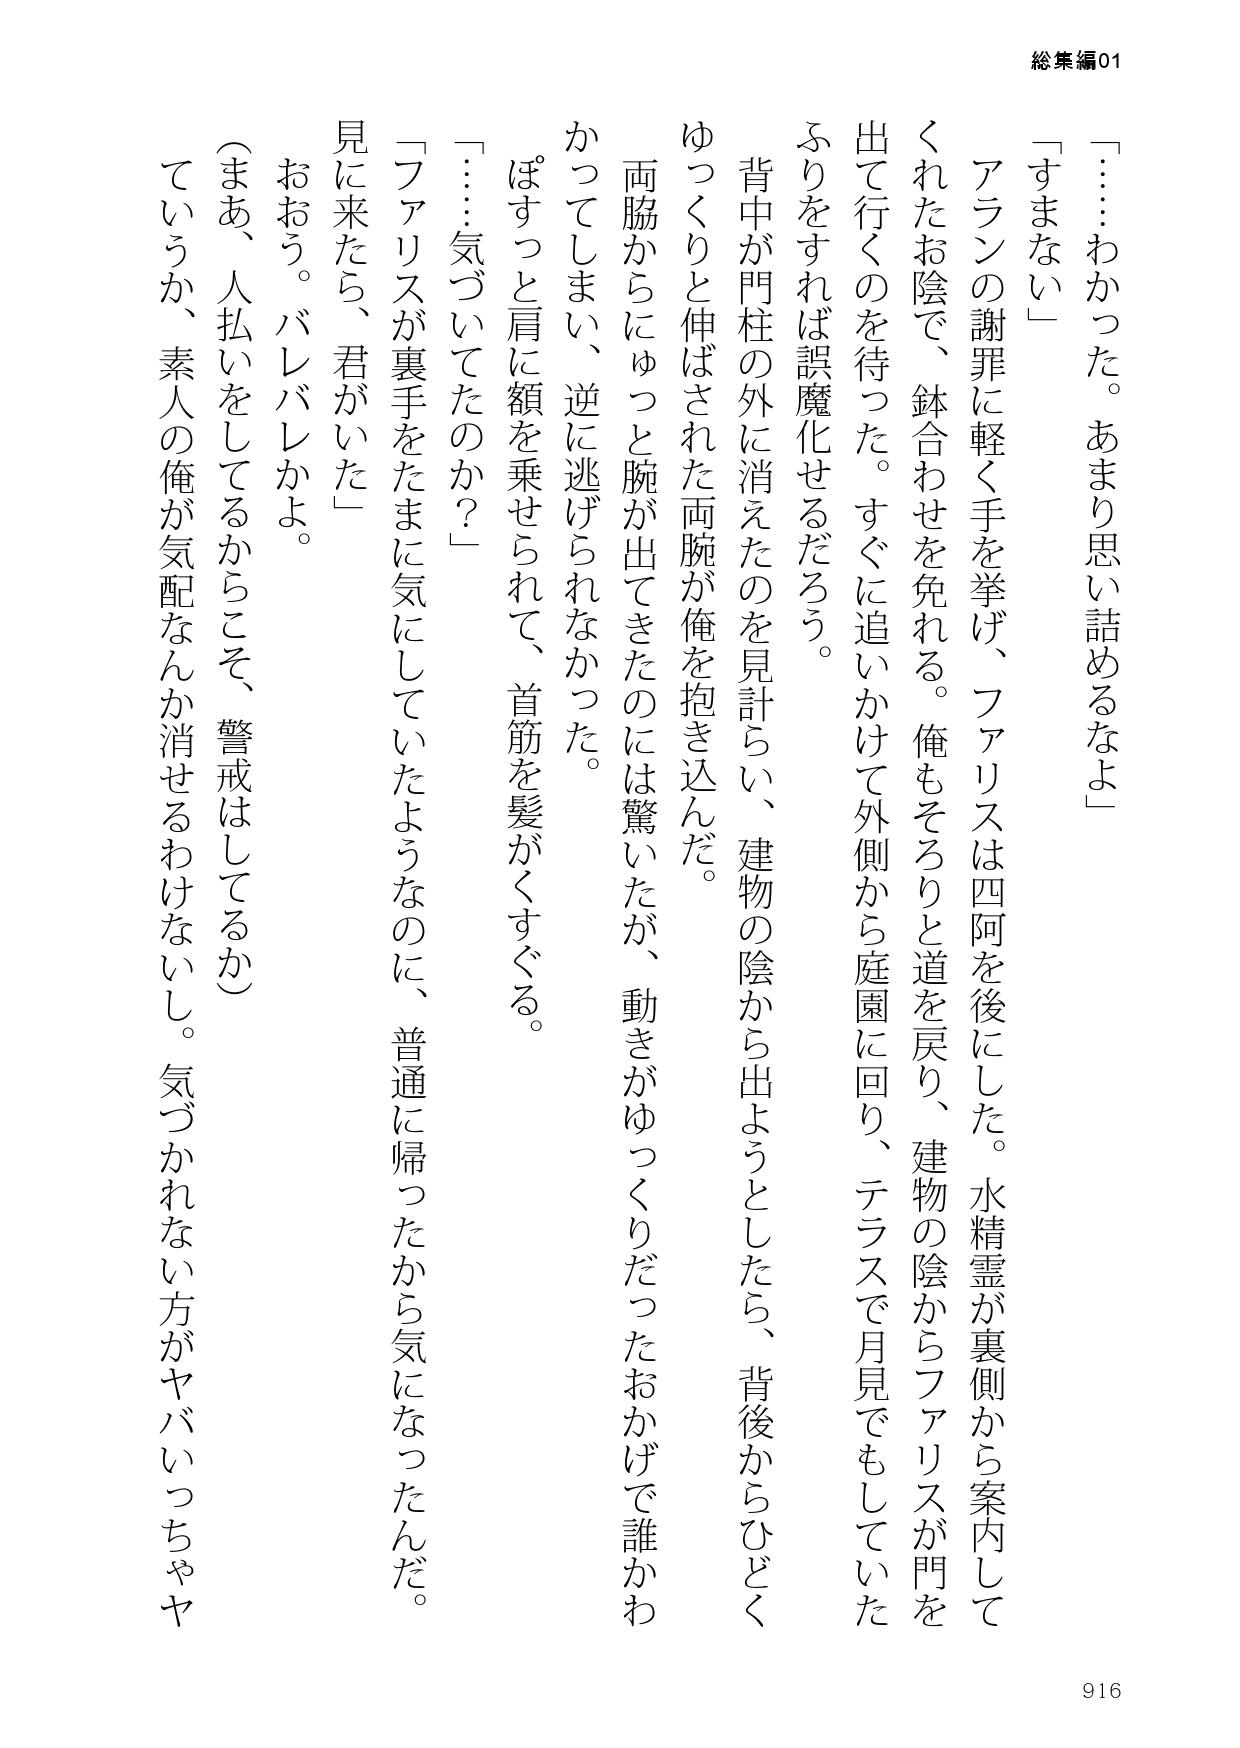 総集編01
「……わかった。あまり思い詰めるなよ」
「すまない」
　アランの謝罪に軽く手を挙げ、ファリスは四阿を後にした。水精霊が裏側から案内して
くれたお陰で、鉢合わせを免れる。俺もそろりと道を戻り、建物の陰からファリスが門を
出て行くのを待った。すぐに追いかけて外側から庭園に回り、テラスで月見でもしていた
ふりをすれば誤魔化せるだろう。
　背中が門柱の外に消えたのを見計らい、建物の陰から出ようとしたら、背後からひどく
ゆっくりと伸ばされた両腕が俺を抱き込んだ。
　両脇からにゅっと腕が出てきたのには驚いたが、動きがゆっくりだったおかげで誰かわ
かってしまい、逆に逃げられなかった。
　ぽすっと肩に額を乗せられて、首筋を髪がくすぐる。
「……気づいてたのか？」
「ファリスが裏手をたまに気にしていたようなのに、普通に帰ったから気になったんだ。
見に来たら、君がいた」
　おおう。バレバレかよ。
（まあ、人払いをしてるからこそ、警戒はしてるか）
　ていうか、素人の俺が気配なんか消せるわけないし。気づかれない方がヤバいっちゃヤ
916